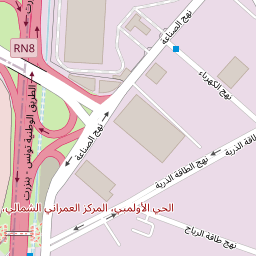 RN8
نهج الصناعة
نهج الكهرباء
الطريق الوطنية تونس - بنزرت
نهج الصناعة
نهج الطاقة الذرية
الطاقة الذرية
الحي الأولمبي، المركز العمراني الشمالي،
نهج طاقة الرياح